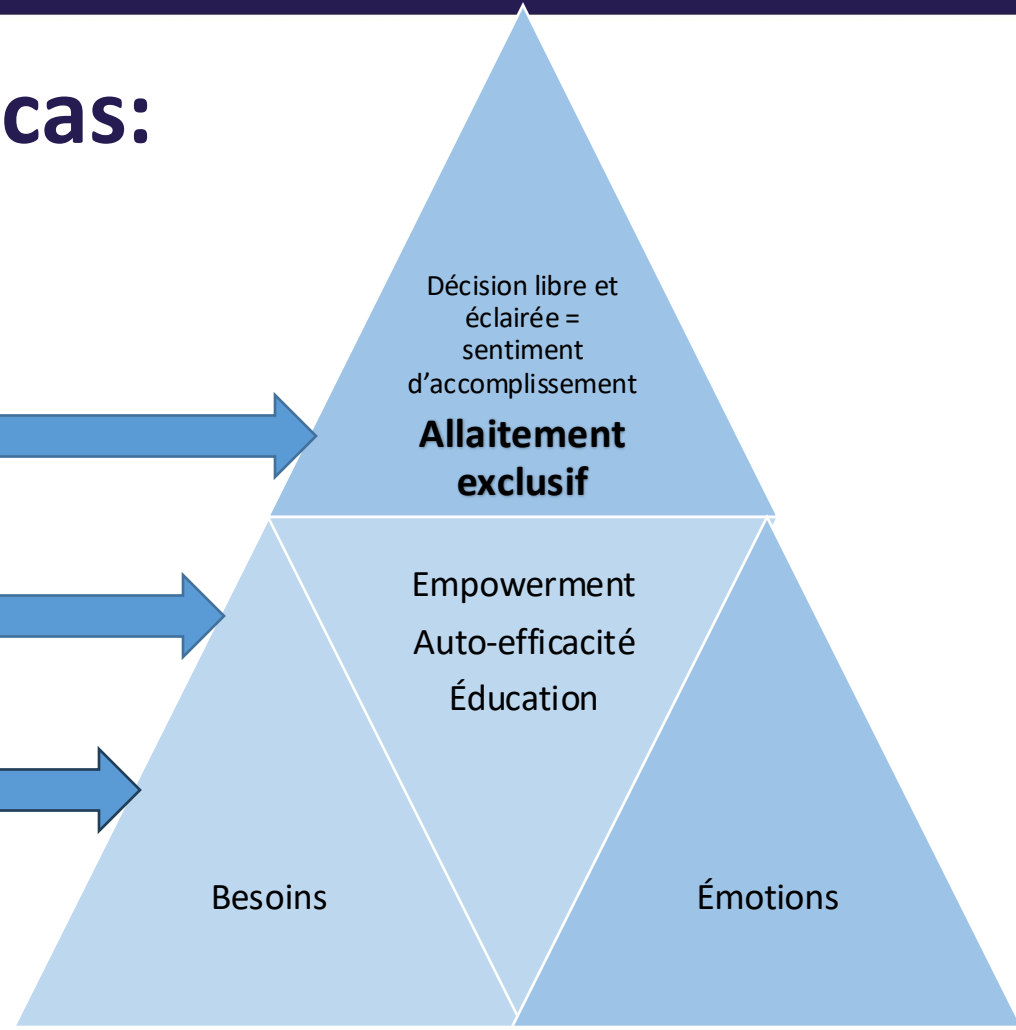 cas:
Décision libre et
éclairée =
sentiment
d'accomplissement
Allaitement
exclusif
Empowerment
Auto-efficacité
Éducation
Besoins
Émotions